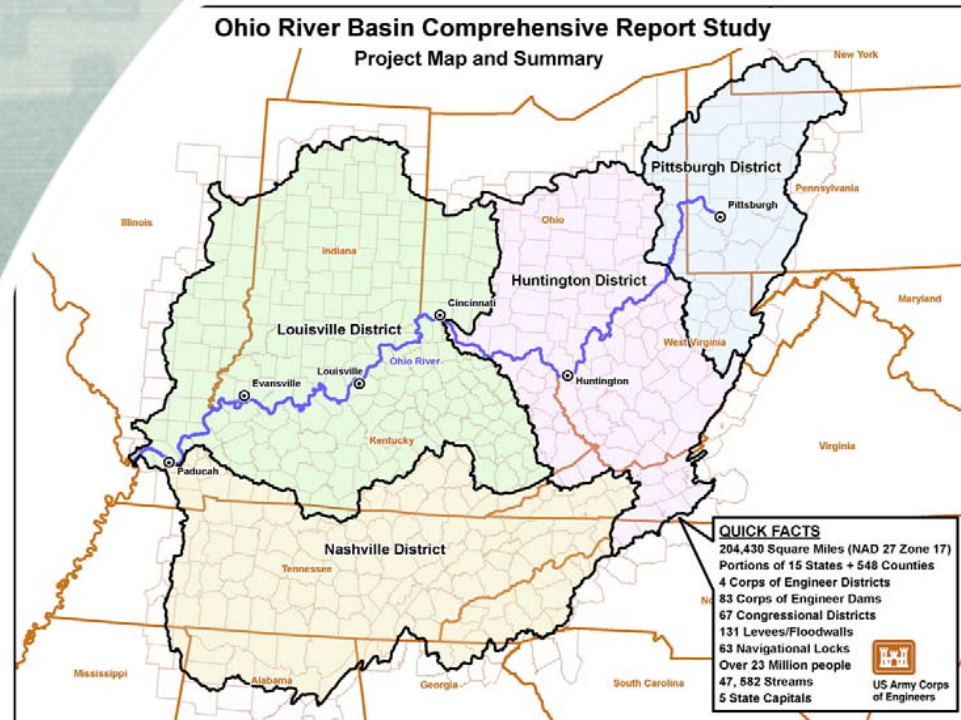 Ohio River Basin Comprehensive Report Study
Project Map and Summary
New York
Pittsburgh District
Pennsylvania
Pittsburgh
Illinois
Ohio
Indiana
Huntington District
Cincinnati
Maryland
Louisville District
West Virginia
Ohio River
Louisville
Evansville
Huntington
Kentucky
Virginia
Paducah
Nashville District
Tennessee
Mississippi
Alabama
Georgia
South Carolina
QUICK FACTS
204,430 Square Miles (NAD 27 Zone 17)
Portions of 15 States + 548 Counties
4 Corps of Engineer Districts
83 Corps of Engineer Dams
67 Congressional Districts
131 Levees/Floodwalls
63 Navigational Locks
Over 23 Million people
47, 582 Streams
5 State Capitals
US Army Corps
of Engineers